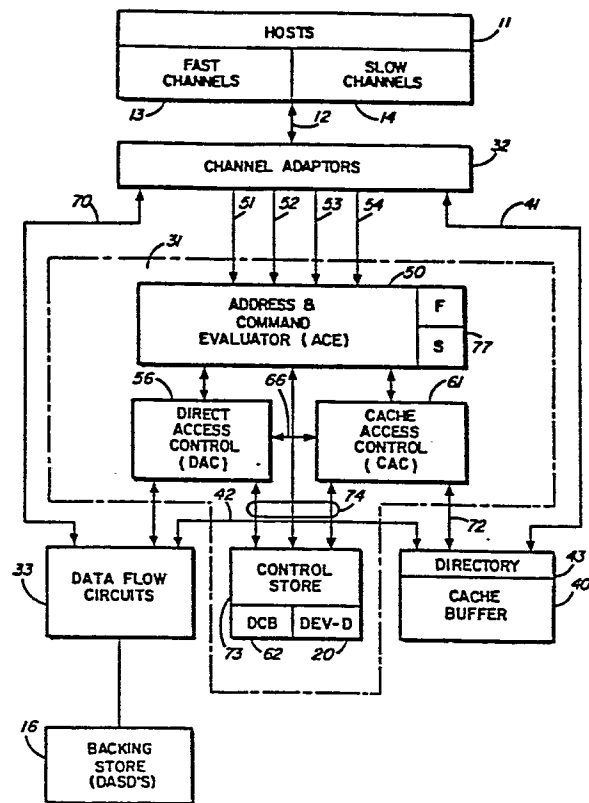 HOSTS
11
FAST
CHANNELS
SLOW
CHANNELS
13
12
14
CHANNEL ADAPTORS
32
70
51
52
53
54
41
31
50
ADDRESS &
COMMAND
EVALUATOR (ACE)
F
S
77
56
66
61
DIRECT
ACCESS
CONTROL
(DAC)
CACHE
ACCESS
CONTROL
(CAC)
42
74
72
33
DATA FLOW
CIRCUITS
CONTROL
STORE
DCB
DEV-D
73
62
20
DIRECTORY
43
CACHE
BUFFER
40
16
BACKING
STORE
(DASD'S)